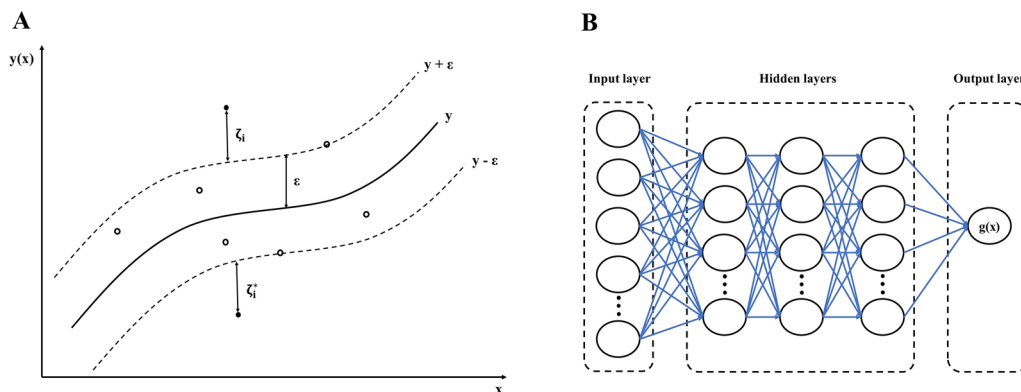 A
y(x)
y + ε
y
y - ε
ζi
ε
ζi*
x
B
Input layer
Hidden layers
Output layer
g(x)